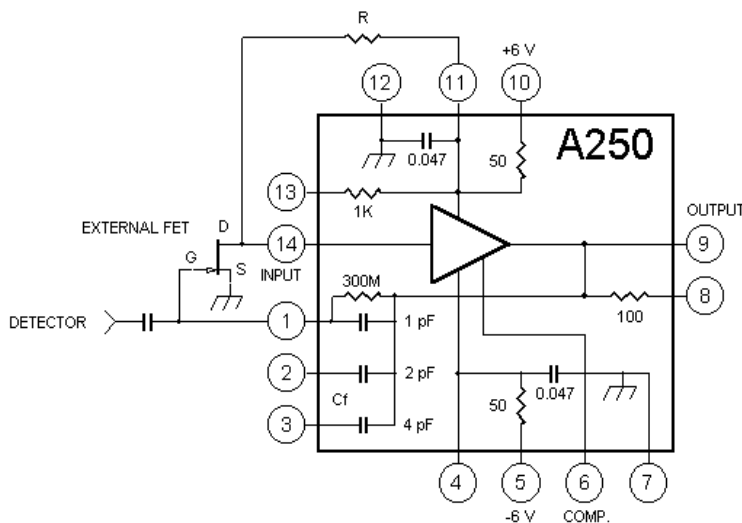 R
+6 V
12
11
10
A250
0.047
50
13
1K
OUTPUT
EXTERNAL FET
D
14
9
G
S
INPUT
300M
8
DETECTOR
1
1 pF
100
2
2 pF
0.047
Cf
50
3
4 pF
4
5
6
7
-6 V
COMP.